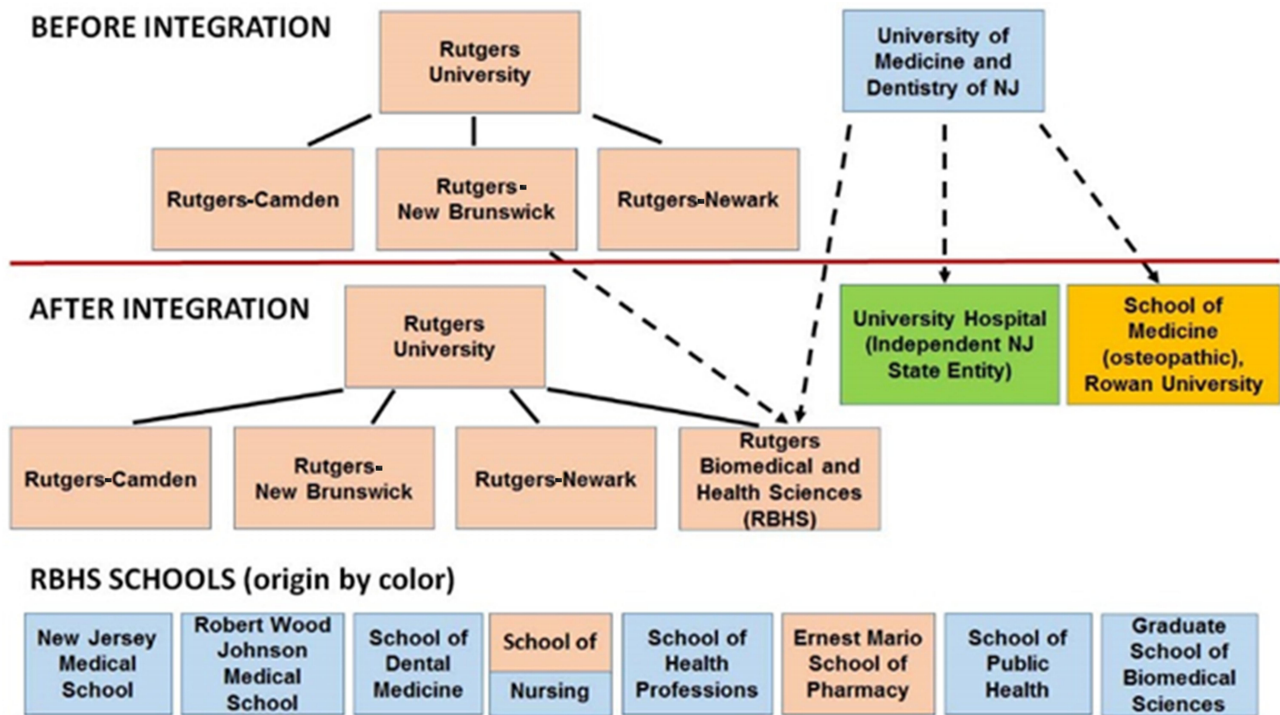 BEFORE INTEGRATION
Rutgers
University
University of
Medicine and
Dentistry of NJ
Rutgers-Camden
Rutgers-
New Brunswick
Rutgers-Newark
AFTER INTEGRATION
Rutgers
University
University Hospital
(Independent NJ
State Entity)
School of
Medicine
(osteopathic),
Rowan University
Rutgers-Camden
Rutgers-
New Brunswick
Rutgers-Newark
Rutgers
Biomedical and
Health Sciences
(RBHS)
RBHS SCHOOLS (origin by color)
New Jersey
Medical
School
Robert Wood
Johnson
Medical
School
School of
Dental
Medicine
School of
Nursing
School of
Health
Professions
Ernest Mario
School of
Pharmacy
School of
Public
Health
Graduate
School of
Biomedical
Sciences